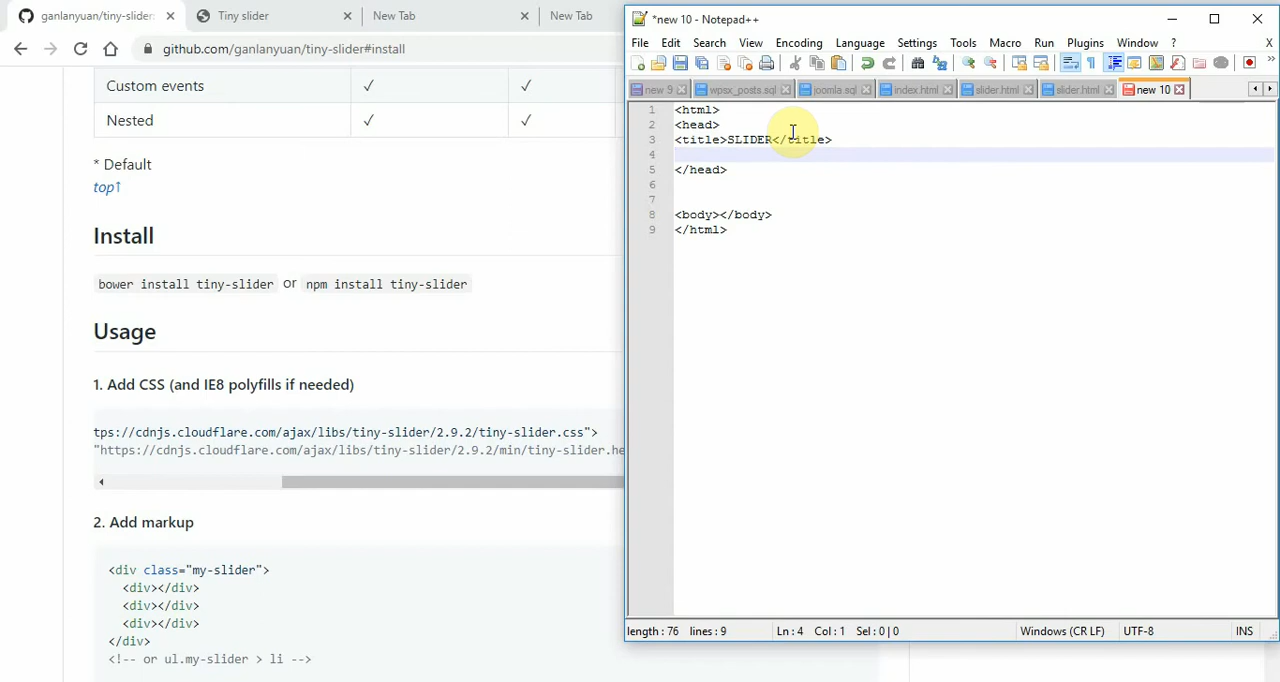 ganlanyuan/tiny-slider:
Tiny slider
New Tab
New Tab
github.com/ganlanyuan/tiny-slider#install
Custom events ✓ ✓
Nested ✓ ✓
* Default
top↑
Install
bower install tiny-slider or npm install tiny-slider
Usage
1. Add CSS (and IE8 polyfills if needed)
tps://cdnjs.cloudflare.com/ajax/libs/tiny-slider/2.9.2/tiny-slider.css">
"https://cdnjs.cloudflare.com/ajax/libs/tiny-slider/2.9.2/min/tiny-slider.he
2. Add markup
<div class="my-slider">
<div></div>
<div></div>
<div></div>
</div>
<!-- or ul.my-slider > li -->
*new 10 - Notepad++
File Edit Search View Encoding Language Settings Tools Macro Run Plugins Window ? X
new 9 wpsx_posts.sql joomla.sql index.html slider.html slider.html new 10
1 <html>
2 <head>
3 <title>SLIDER</title>
4
5 </head>
6
7
8 <body></body>
9 </html>
length : 76 lines : 9 Ln : 4 Col : 1 Sel : 0 | 0 Windows (CR LF) UTF-8 INS